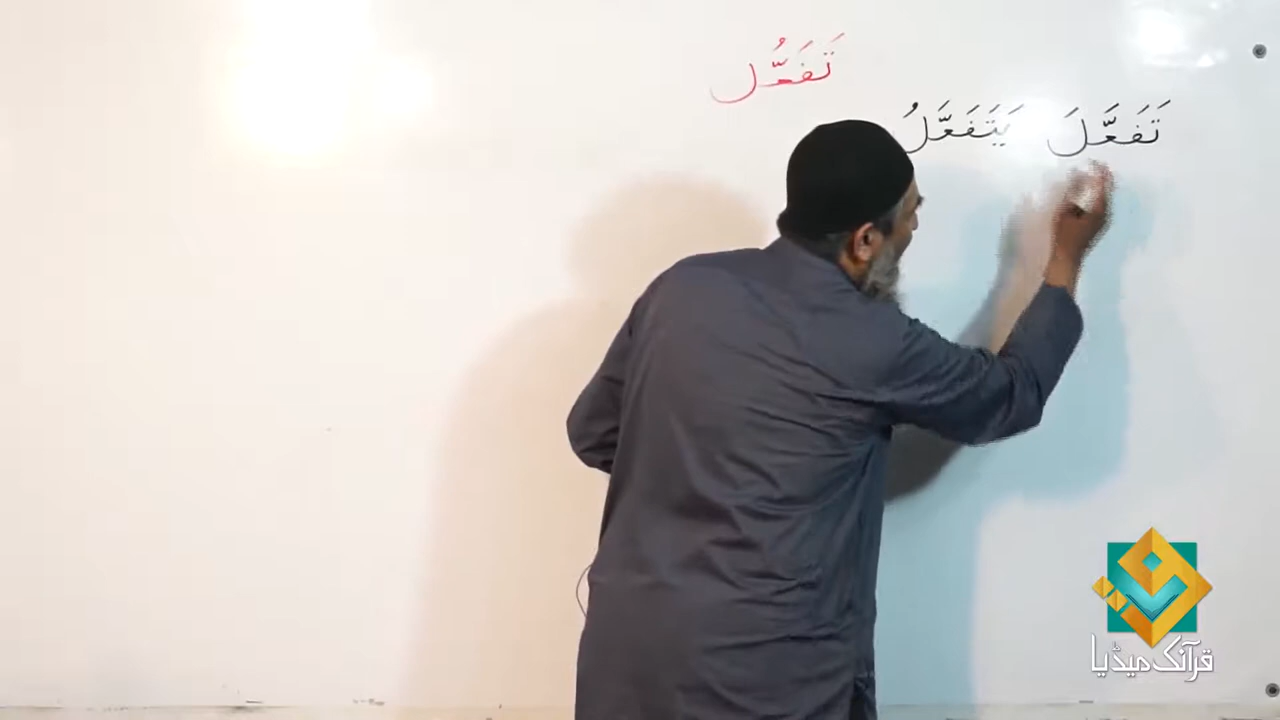 تَفَعُّل
تَفَعَّلَ يَتَفَعَّلُ
قرآنک میڈیا